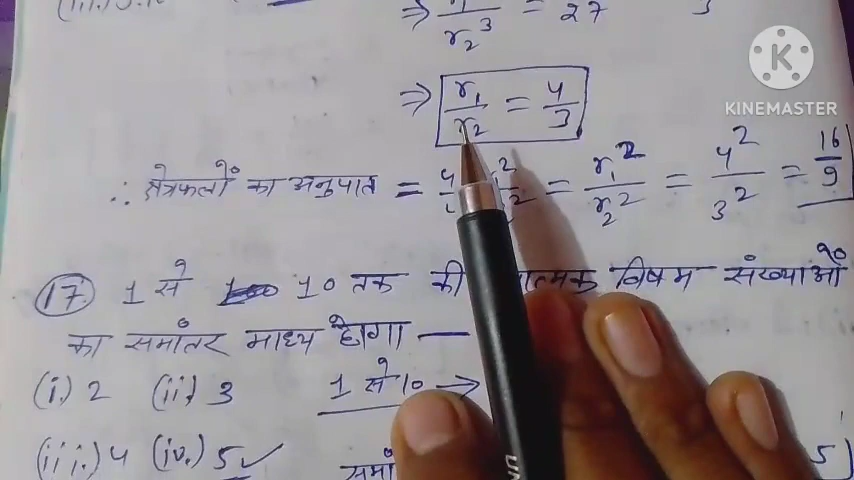 ⇒ r₂³ = 27
KINEMASTER
⇒ r₁/r₂ = 4/3
∴ क्षेत्रफलों का अनुपात = = r₁²/r₂² = 4²/3² = 16/9
(17) 1 से 10 तक की विषम संख्याओं
का समांतर माध्य होगा —
(i.) 2 (ii.) 3 1 से 10 →
(iii.) 4 (iv.) 5 ✓ 5)